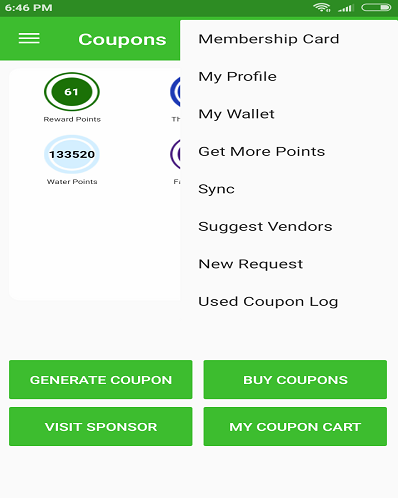 6:46 PM
Coupons
Membership Card
My Profile
My Wallet
Get More Points
Sync
Suggest Vendors
New Request
Used Coupon Log
61
Reward Points
Th
133520
Water Points
Fa
GENERATE COUPON
BUY COUPONS
VISIT SPONSOR
MY COUPON CART